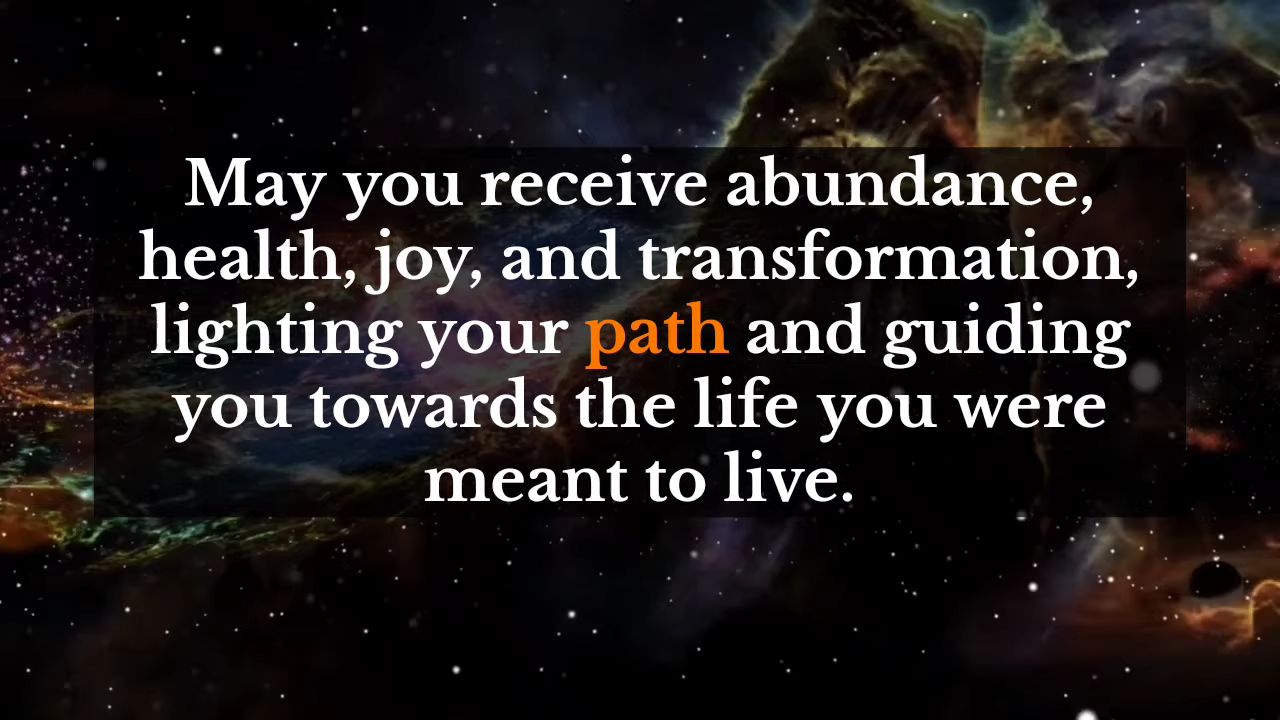 May you receive abundance,
health, joy, and transformation,
lighting your path and guiding
you towards the life you were
meant to live.